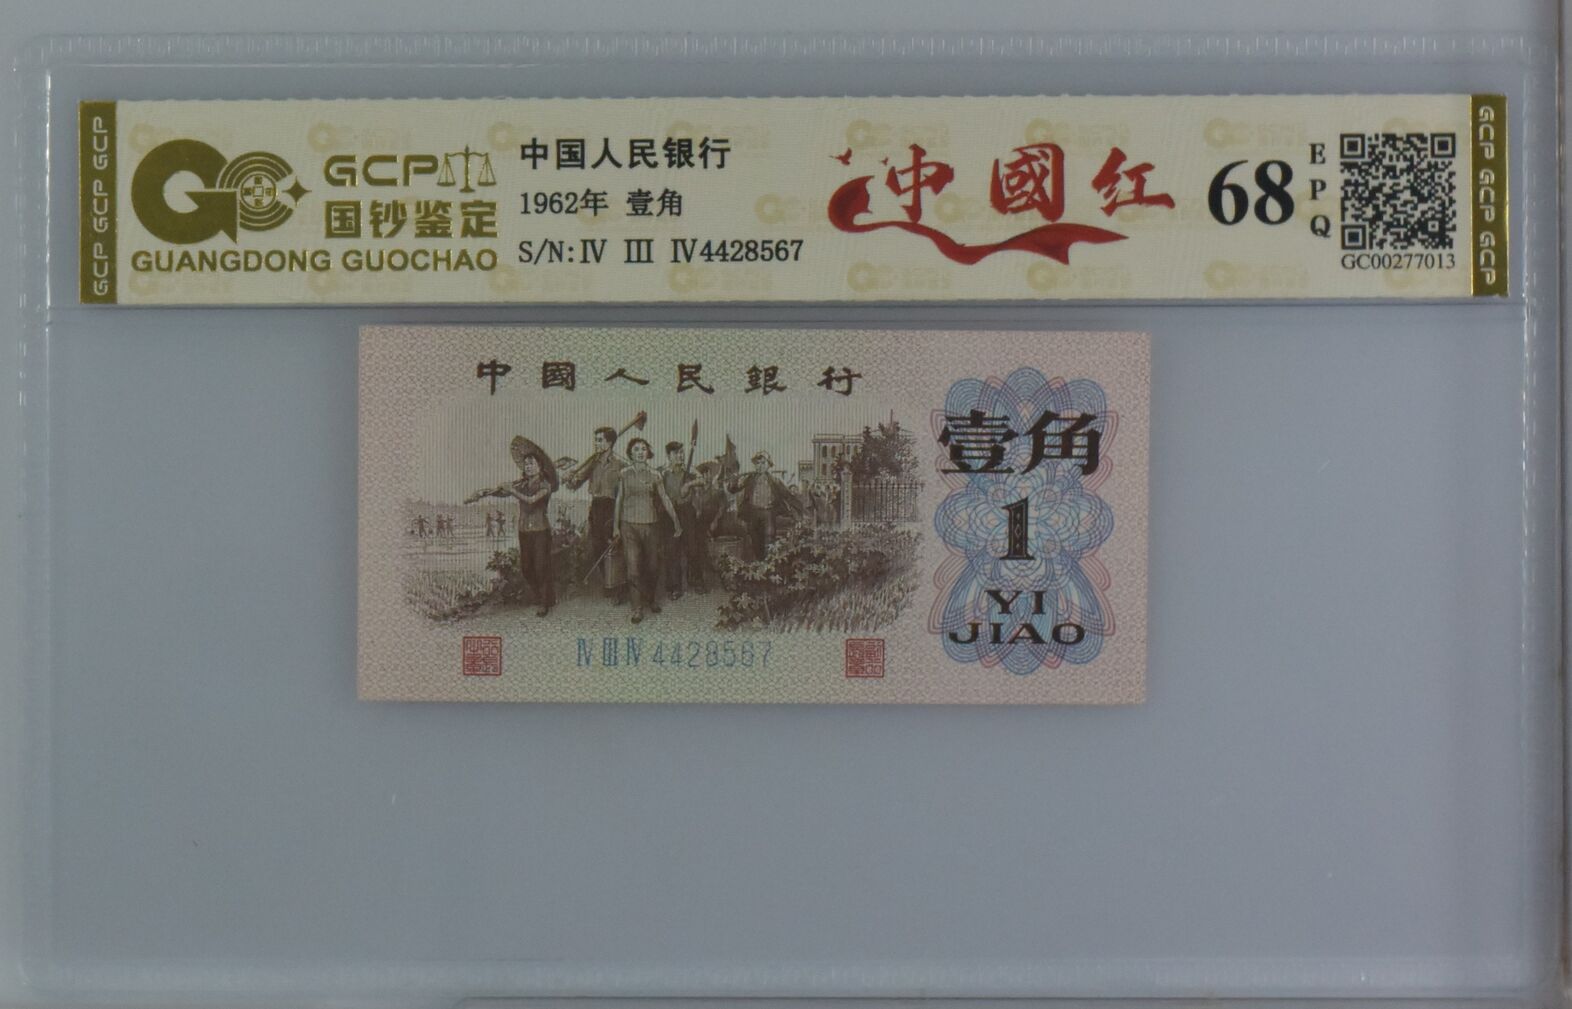 GCP GCP GCP
GCP
国钞鉴定
GUANGDONG GUOCHAO
中国人民银行
1962年 壹角
S/N:Ⅳ Ⅲ Ⅳ4428567
中國红
68
EPQ
GC00277013
GCP GCP GCP
中國人民銀行
壹角
1
YI
JIAO
Ⅳ Ⅲ Ⅳ 4428567